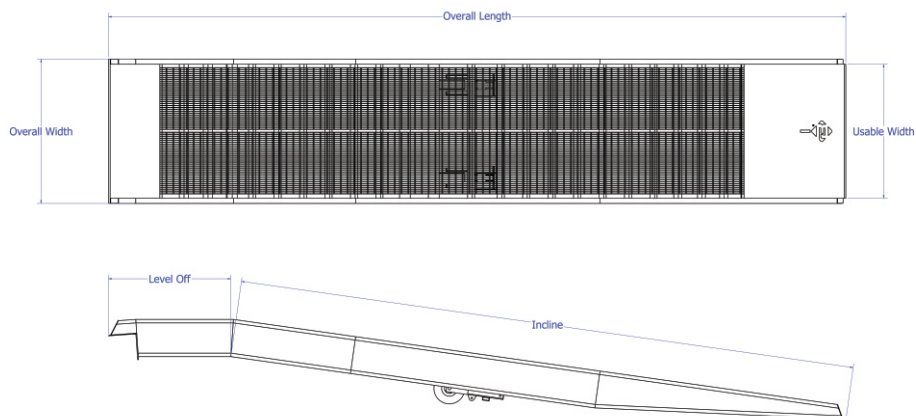 Overall Length
Overall Width
Usable Width
Level Off
Incline